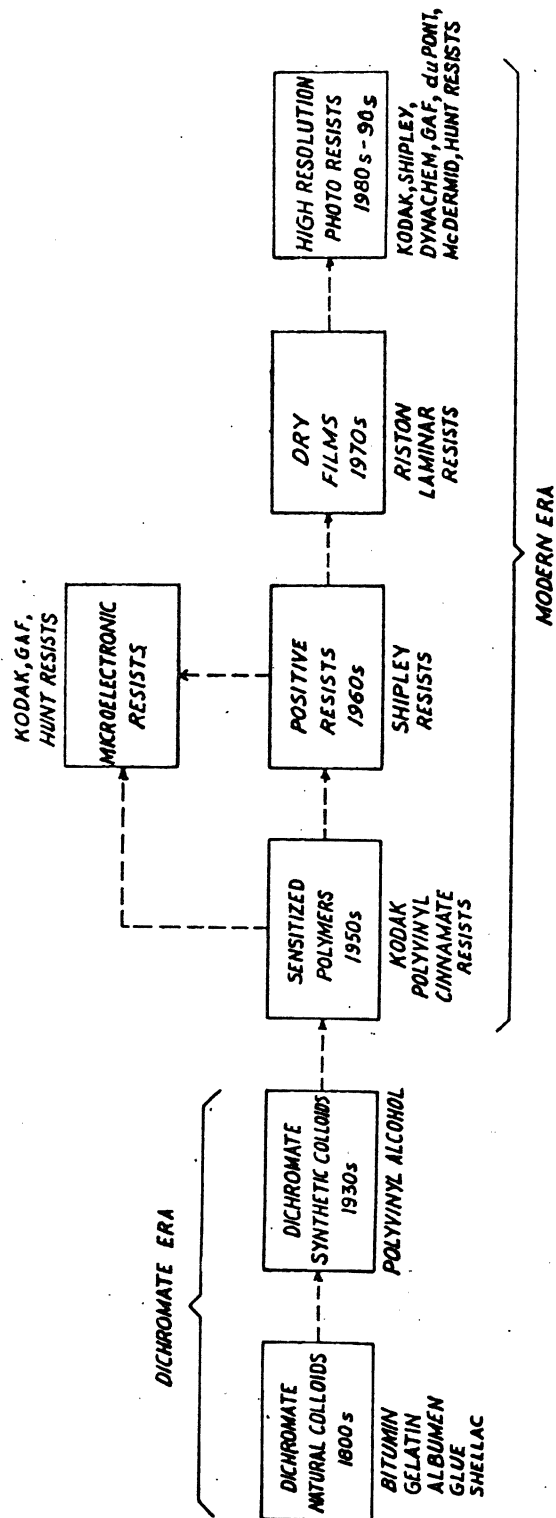 DICHROMATE ERA
DICHROMATE
NATURAL COLLOIDS
1800s
BITUMIN
GELATIN
ALBUMEN
GLUE
SHELLAC
DICHROMATE
SYNTHETIC COLLOIDS
1930s
POLYVINYL ALCOHOL
SENSITIZED
POLYMERS
1950s
KODAK
POLYVINYL
CINNAMATE
RESISTS
KODAK, GAF,
HUNT RESISTS
MICROELECTRONIC
RESISTS
POSITIVE
RESISTS
1960s
SHIPLEY
RESISTS
DRY
FILMS
1970s
RISTON
LAMINAR
RESISTS
HIGH RESOLUTION
PHOTO RESISTS
1980s-90s
KODAK, SHIPLEY,
DYNACHEM, GAF, duPONT,
McDERMID, HUNT RESISTS
MODERN ERA